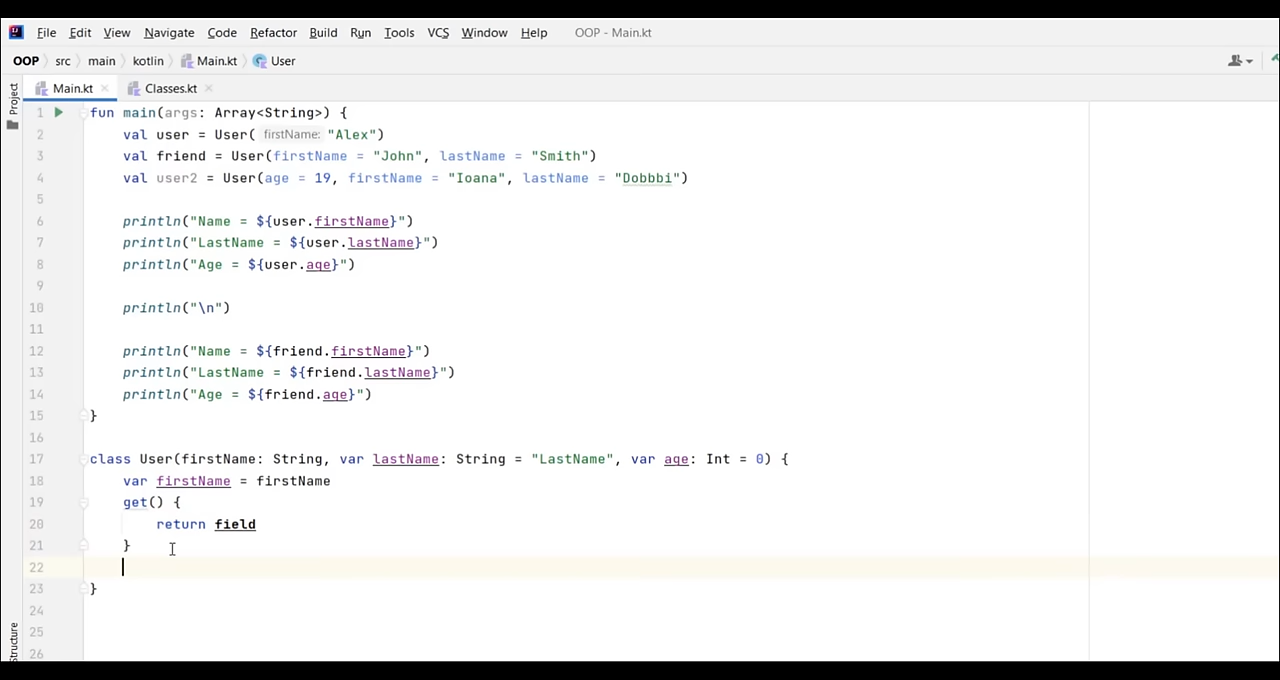 File Edit View Navigate Code Refactor Build Run Tools VCS Window Help OOP - Main.kt
OOP src main kotlin Main.kt User
Main.kt Classes.kt
Project
1 fun main(args: Array<String>) {
2 val user = User( firstName: "Alex")
3 val friend = User(firstName = "John", lastName = "Smith")
4 val user2 = User(age = 19, firstName = "Ioana", lastName = "Dobbbi")
5
6 println("Name = ${user.firstName}")
7 println("LastName = ${user.lastName}")
8 println("Age = ${user.age}")
9
10 println("\n")
11
12 println("Name = ${friend.firstName}")
13 println("LastName = ${friend.lastName}")
14 println("Age = ${friend.age}")
15 }
16
17 class User(firstName: String, var lastName: String = "LastName", var age: Int = 0) {
18 var firstName = firstName
19 get() {
20 return field
21 }
22
23 }
24
25
26
Structure